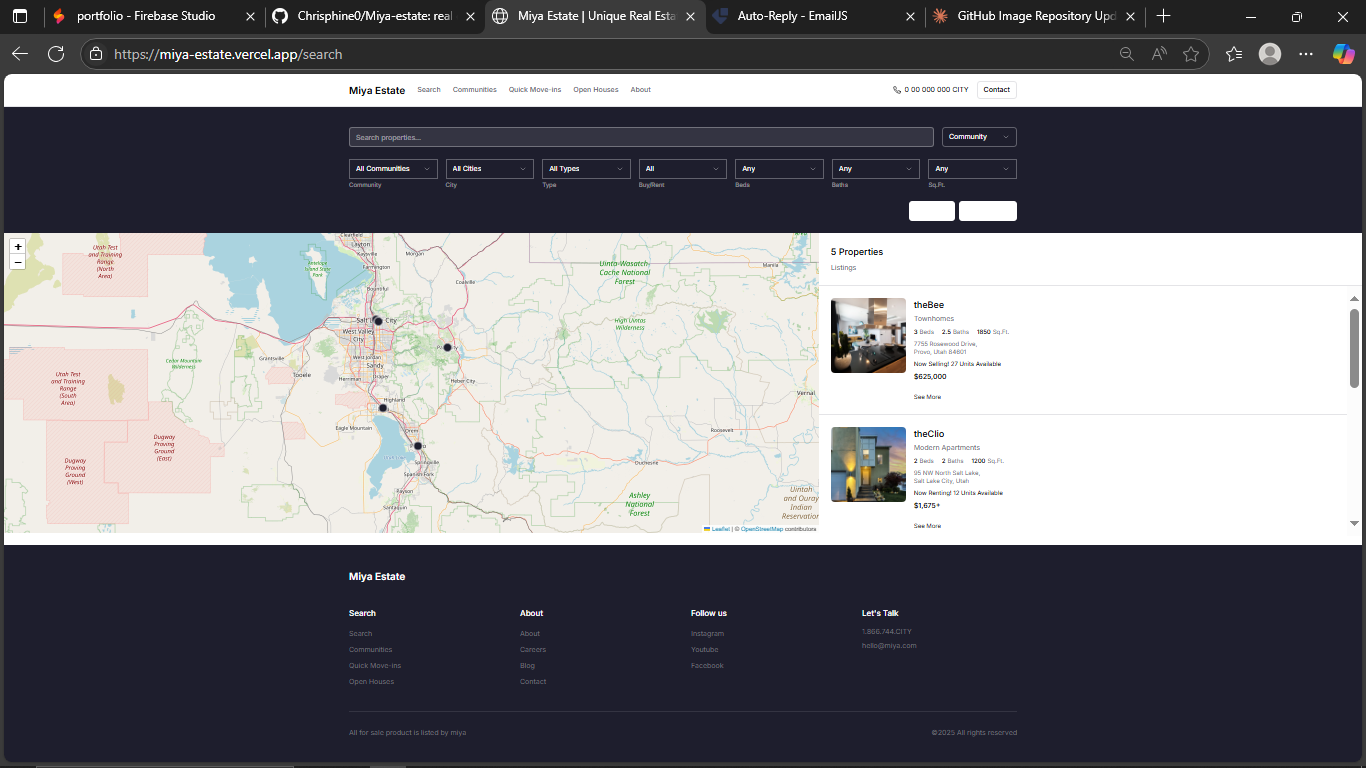 portfolio - Firebase Studio
Chrisphine0/Miya-estate: real
Miya Estate | Unique Real Esta
Auto-Reply - EmailJS
GitHub Image Repository Upd
https://miya-estate.vercel.app/search
Miya Estate
Search
Communities
Quick Move-ins
Open Houses
About
0 00 000 000 CITY
Contact
Search properties...
Community
All Communities
All Cities
All Types
All
Any
Any
Any
Community
City
Type
Buy/Rent
Beds
Baths
Sq.Ft.
+
−
Utah Test
and Training
Range
(North
Area)
Antelope
Island State
Park
Clearfield
Layton
Kaysville
Farmington
Morgan
Bountiful
Coalville
Uinta-Wasatch-
Cache National
Forest
Manila
High Uintas
Wilderness
Salt City
West Valley
City
West Jordan
Sandy
Draper
Herriman
Grantsville
Tooele
Cedar Mountain
Wilderness
Heber City
Highland
Eagle Mountain
Orem
Springville
Spanish Fork
Payson
Santaquin
Utah Test
and Training
Range
(South
Area)
Dugway
Proving
Ground
(East)
Dugway
Proving
Ground
(West)
Vernal
Roosevelt
Duchesne
Ashley
National
Forest
Uintah
and Ouray
Indian
Reservation
Leaflet | © OpenStreetMap contributors
5 Properties
Listings
theBee
Townhomes
3 Beds 2.5 Baths 1850 Sq.Ft.
7755 Rosewood Drive,
Provo, Utah 84601
Now Selling! 27 Units Available
$625,000
See More
theClio
Modern Apartments
2 Beds 2 Baths 1200 Sq.Ft.
95 NW North Salt Lake,
Salt Lake City, Utah
Now Renting! 12 Units Available
$1,675+
See More
Miya Estate
Search
Search
Communities
Quick Move-ins
Open Houses
About
About
Careers
Blog
Contact
Follow us
Instagram
Youtube
Facebook
Let's Talk
1.866.744.CITY
hello@miya.com
All for sale product is listed by miya
©2025 All rights reserved